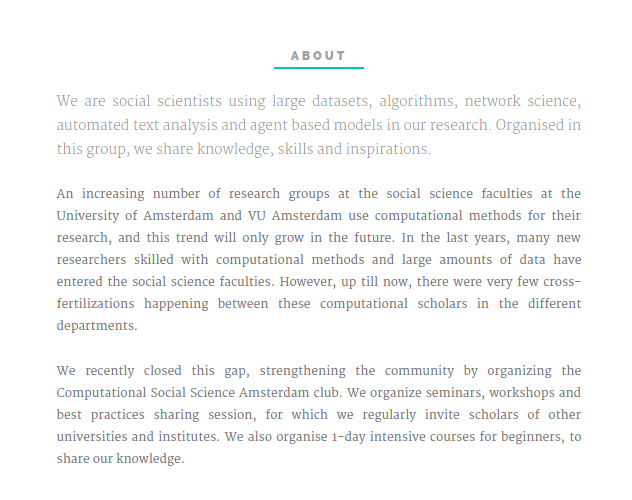 ABOUT
We are social scientists using large datasets, algorithms, network science,
automated text analysis and agent based models in our research. Organised in
this group, we share knowledge, skills and inspirations.
An increasing number of research groups at the social science faculties at the
University of Amsterdam and VU Amsterdam use computational methods for their
research, and this trend will only grow in the future. In the last years, many new
researchers skilled with computational methods and large amounts of data have
entered the social science faculties. However, up till now, there were very few cross-
fertilizations happening between these computational scholars in the different
departments.
We recently closed this gap, strengthening the community by organizing the
Computational Social Science Amsterdam club. We organize seminars, workshops and
best practices sharing session, for which we regularly invite scholars of other
universities and institutes. We also organise 1-day intensive courses for beginners, to
share our knowledge.